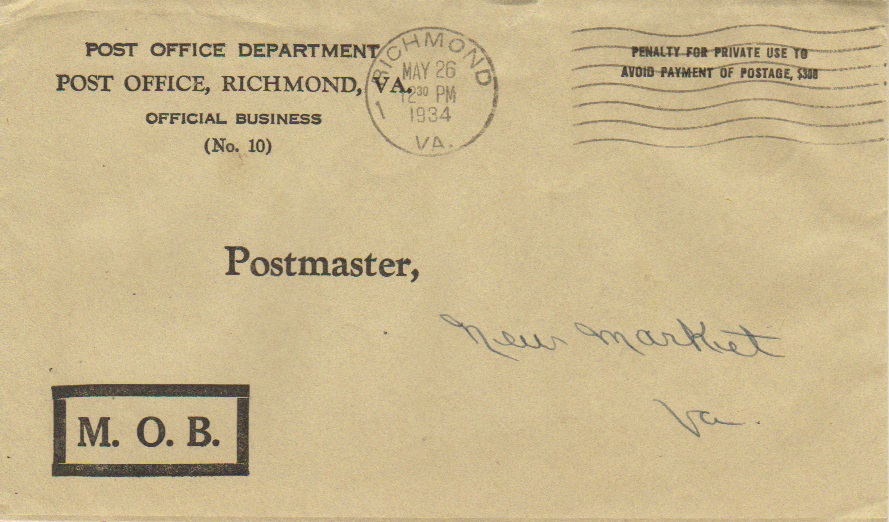 POST OFFICE DEPARTMENT
POST OFFICE, RICHMOND, VA.
OFFICIAL BUSINESS
(No. 10)
RICHMOND
MAY 26
12 30 PM
1934
VA.
1
PENALTY FOR PRIVATE USE TO
AVOID PAYMENT OF POSTAGE, $300
Postmaster,
New Market
Va.
M. O. B.